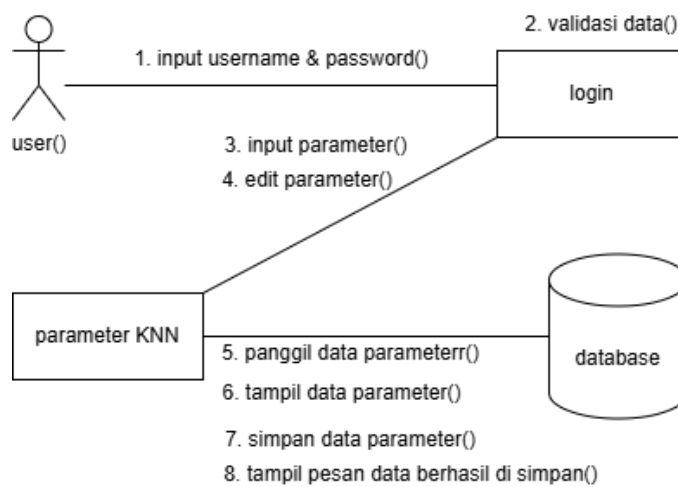 2. validasi data()
1. input username & password()
login
user()
3. input parameter()
4. edit parameter()
parameter KNN
5. panggil data parameterr()
database
6. tampil data parameter()
7. simpan data parameter()
8. tampil pesan data berhasil di simpan()